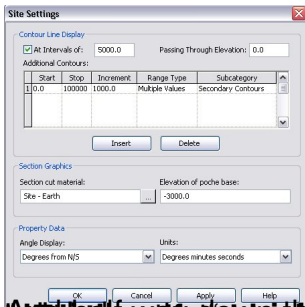 Site Settings
Contour Line Display
At Intervals of: 5000.0 Passing Through Elevation: 0.0
Additional Contours:
Start Stop Increment Range Type Subcategory
1 0.0 100000 1000.0 Multiple Values Secondary Contours
Insert Delete
Section Graphics
Section cut material: Elevation of poche base:
Site - Earth ... -3000.0
Property Data
Angle Display: Units:
Degrees from N/S Degrees minutes seconds
OK Cancel Apply Help